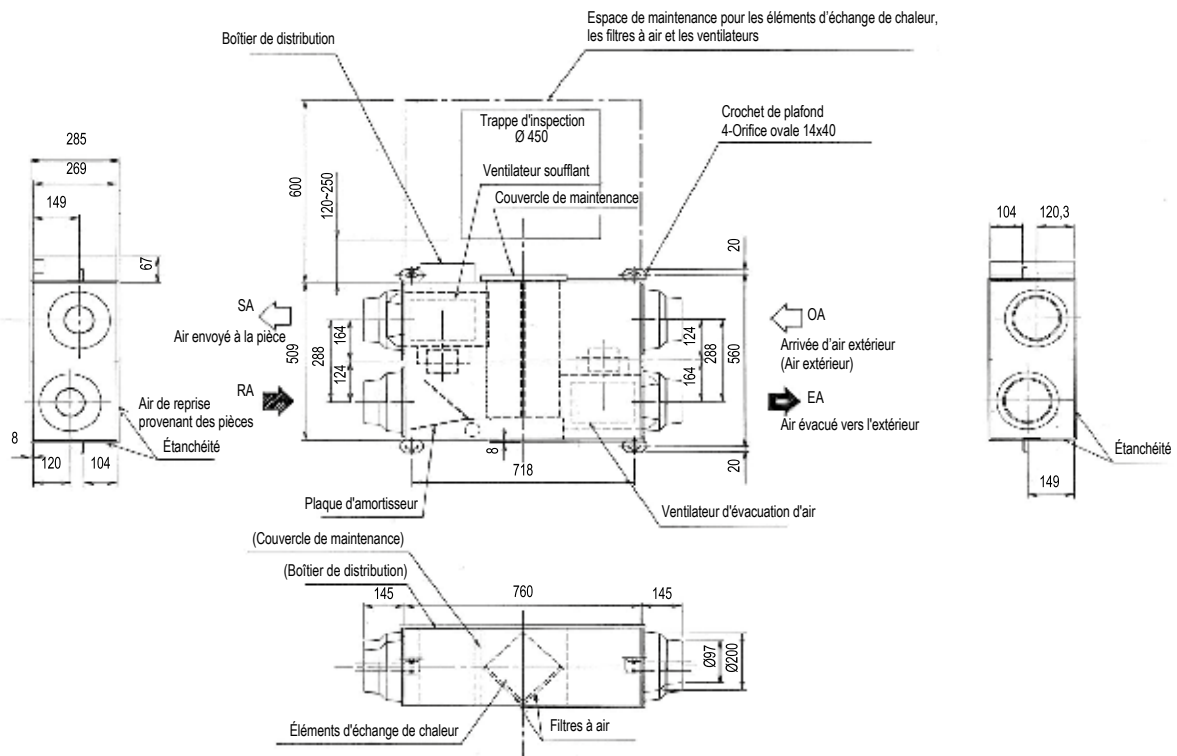 Espace de maintenance pour les éléments d'échange de chaleur,
les filtres à air et les ventilateurs
Boîtier de distribution
Crochet de plafond
4-Orifice ovale 14x40
Trappe d'inspection
Ø 450
Ventilateur soufflant
Couvercle de maintenance
285
269
149
67
600
120~250
20
104
120,3
SA
Air envoyé à la pièce
509
288
164
124
RA
Air de reprise
provenant des pièces
Étanchéité
8
120
104
124
164
288
560
OA
Arrivée d'air extérieur
(Air extérieur)
EA
Air évacué vers l'extérieur
Étanchéité
149
8
718
20
Plaque d'amortisseur
Ventilateur d'évacuation d'air
(Couvercle de maintenance)
(Boîtier de distribution)
145
760
145
Ø97
Ø200
Éléments d'échange de chaleur
Filtres à air